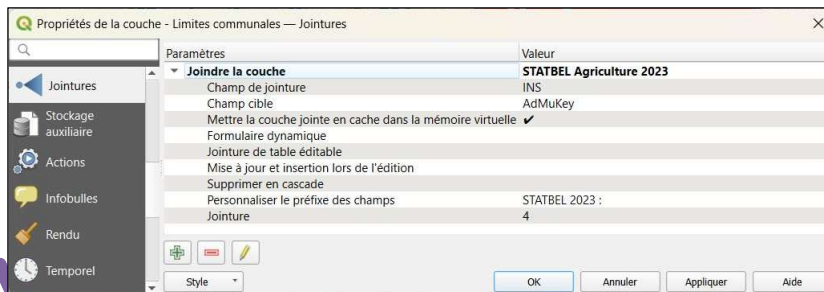 Propriétés de la couche - Limites communales — Jointures
Jointures
Stockage
auxiliaire
Actions
Infobulles
Rendu
Temporel
Paramètres Valeur
Joindre la couche STATBEL Agriculture 2023
Champ de jointure INS
Champ cible AdMuKey
Mettre la couche jointe en cache dans la mémoire virtuelle ✔
Formulaire dynamique
Jointure de table éditable
Mise à jour et insertion lors de l'édition
Supprimer en cascade
Personnaliser le préfixe des champs STATBEL 2023 :
Jointure 4
Style OK Annuler Appliquer Aide